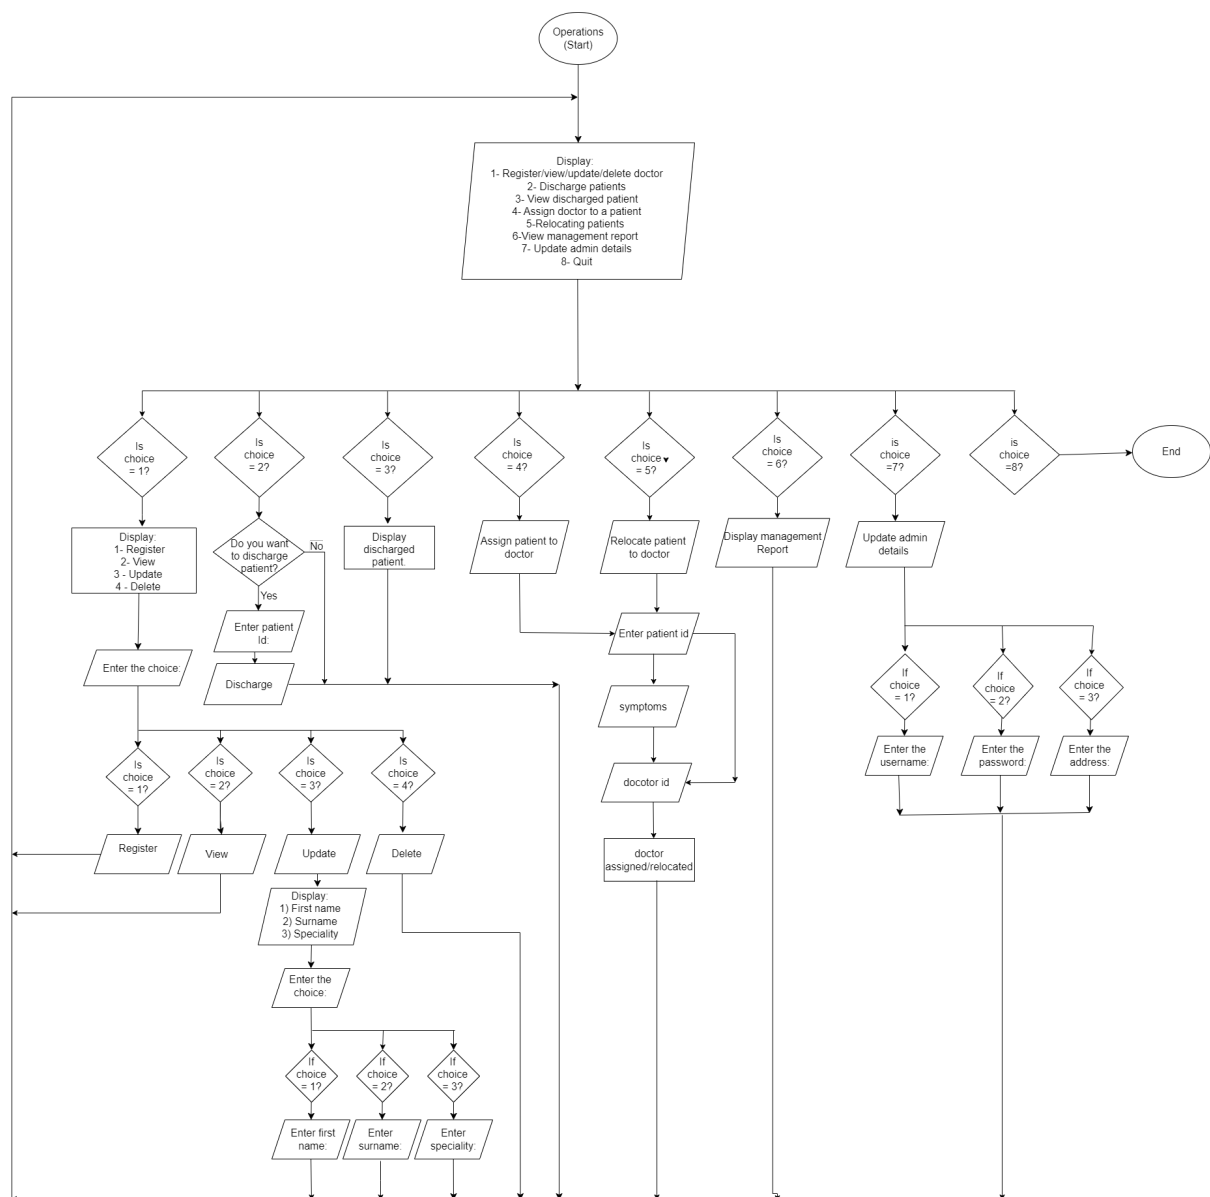 Operations
(Start)
Display:
1- Register/view/update/delete doctor
2- Discharge patients
3- View discharged patient
4- Assign doctor to a patient
5-Relocating patients
6-View management report
7- Update admin details
8- Quit
Is
choice
= 1?
Is
choice
= 2?
Is
choice
= 3?
Is
choice
= 4?
Is
choice
= 5?
Is
choice
= 6?
is
choice
=7?
is
choice
=8?
End
Display:
1- Register
2- View
3 - Update
4 - Delete
Do you want
to discharge
patient?
No
Yes
Display
discharged
patient.
Assign patient to
doctor
Relocate patient
to doctor
Display management
Report
Update admin
details
Enter patient
Id:
Discharge
Enter the choice:
Enter patient id
symptoms
docotor id
doctor
assigned/relocated
If
choice
= 1?
If
choice
= 2?
If
choice
= 3?
Enter the
username:
Enter the
password:
Enter the
address:
Is
choice
= 1?
Is
choice
= 2?
Is
choice
= 3?
Is
choice
= 4?
Register
View
Update
Delete
Display:
1) First name
2) Surname
3) Speciality
Enter the
choice:
If
choice
= 1?
If
choice
= 2?
If
choice
= 3?
Enter first
name:
Enter
surname:
Enter
speciality: